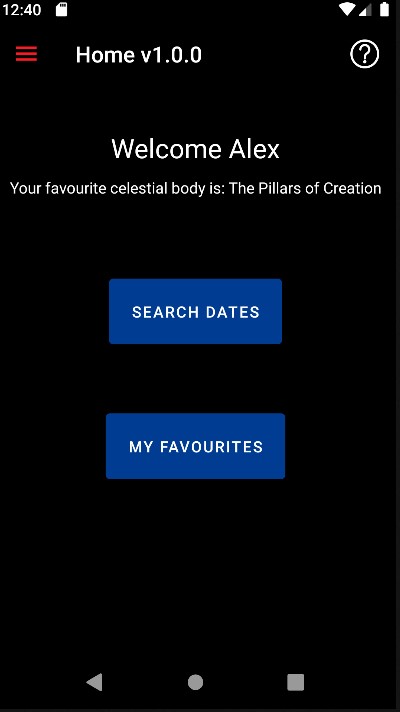 12:40
Home v1.0.0
?
Welcome Alex
Your favourite celestial body is: The Pillars of Creation
SEARCH DATES
MY FAVOURITES